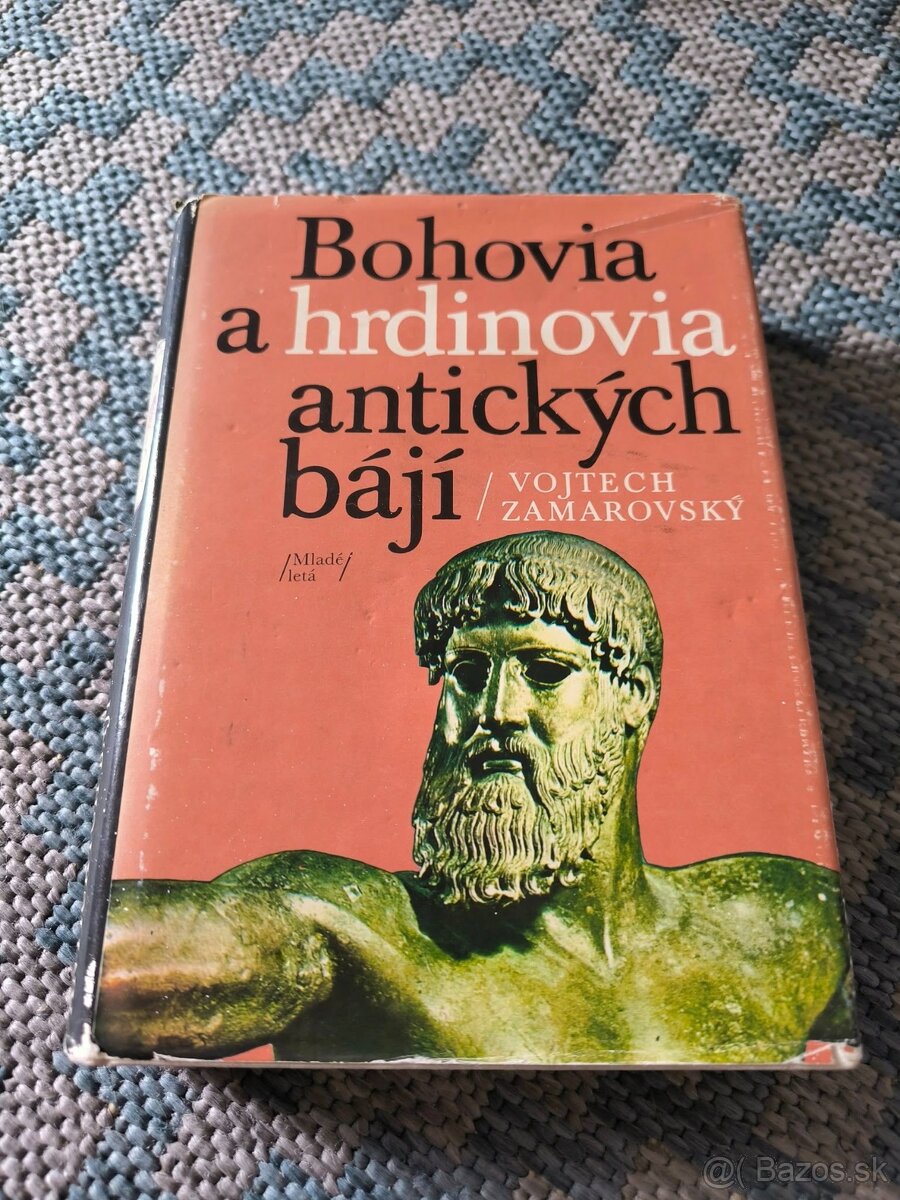 Bohovia
a hrdinovia
antických
bájí / VOJTECH
ZAMAROVSKÝ
/Mladé/
letá
@( Bazos.sk